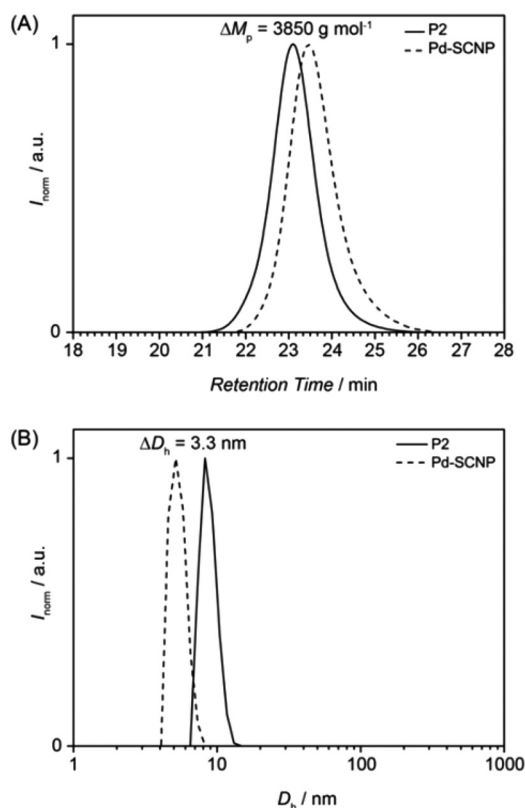 (A)
ΔMp = 3850 g mol-1
P2
Pd-SCNP
1
Inorm / a.u.
0
18 19 20 21 22 23 24 25 26 27 28
Retention Time / min
(B)
ΔDh = 3.3 nm
P2
Pd-SCNP
1
Inorm / a.u.
0
1 10 100 1000
Dh / nm